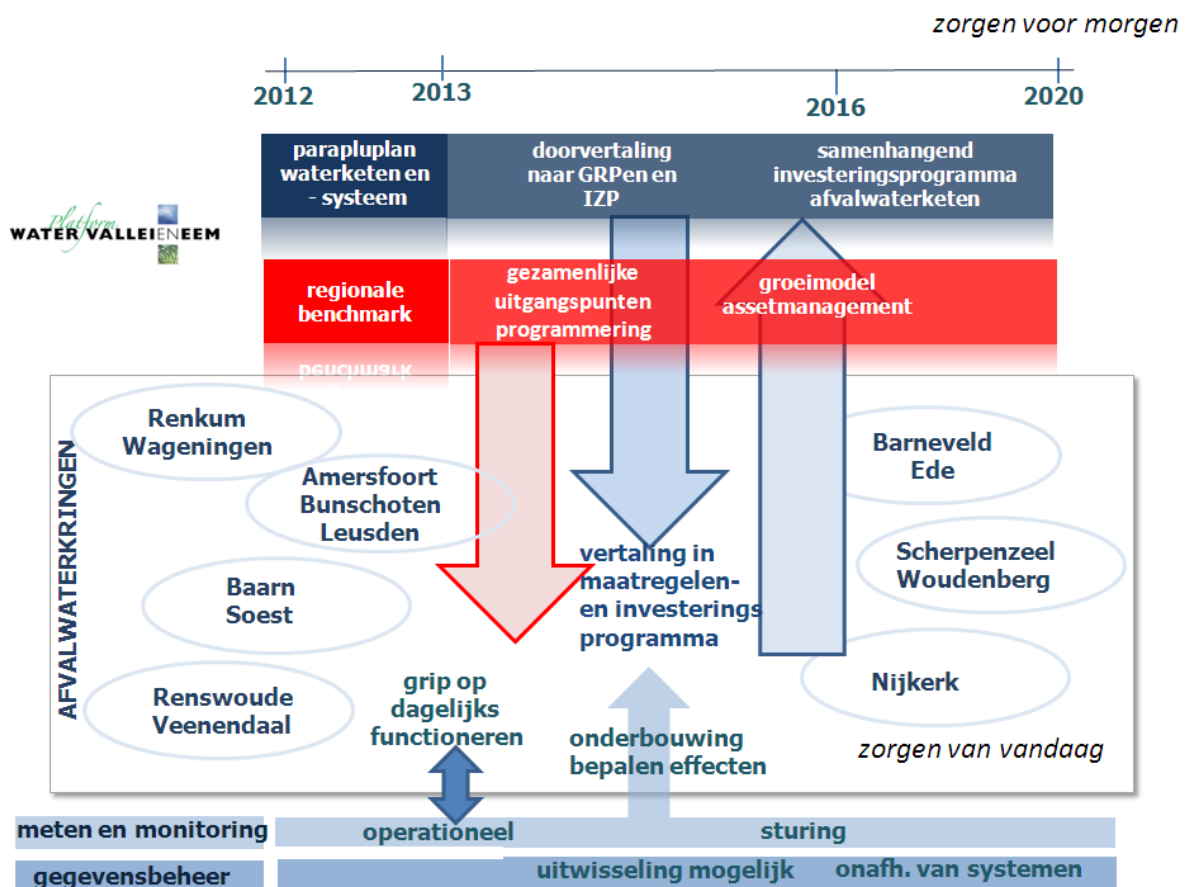 zorgen voor morgen
2012
2013
2016
2020
parapluplan
waterketen en
- systeem
doorvertaling
naar GRPen en
IZP
samenhangend
investeringsprogramma
afvalwaterketen
Platform
WATER VALLEIENEEM
regionale
benchmark
gezamenlijke
uitgangspunten
programmering
groeimodel
assetmanagement
benchmark
AFVALWATERKRINGEN
Renkum
Wageningen
Amersfoort
Bunschoten
Leusden
Baarn
Soest
Renswoude
Veenendaal
Barneveld
Ede
Scherpenzeel
Woudenberg
Nijkerk
vertaling in
maatregelen-
en investerings
programma
grip op
dagelijks
functioneren
onderbouwing
bepalen effecten
zorgen van vandaag
meten en monitoring
operationeel
sturing
gegevensbeheer
uitwisseling mogelijk
onafh. van systemen